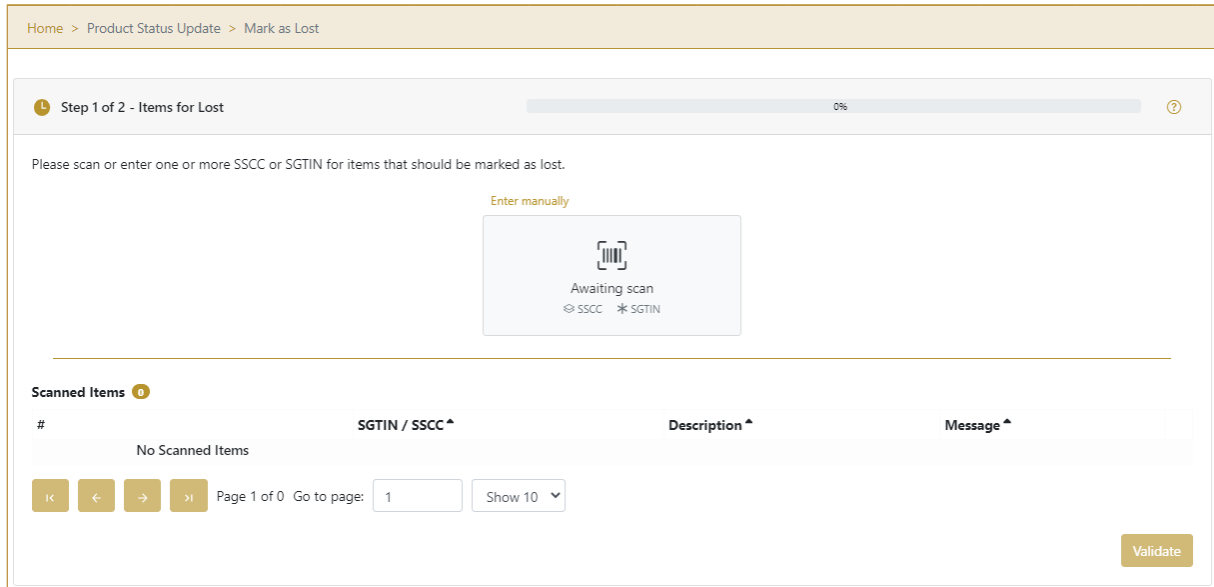 Home > Product Status Update > Mark as Lost
Step 1 of 2 - Items for Lost
0%
?
Please scan or enter one or more SSCC or SGTIN for items that should be marked as lost.
Enter manually
Awaiting scan
SSCC SGTIN
Scanned Items 0
# SGTIN / SSCC Description Message
No Scanned Items
Page 1 of 0 Go to page: 1 Show 10
Validate